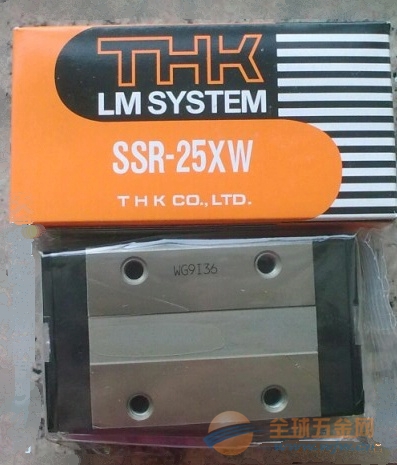 THK
LM SYSTEM
SSR-25XW
THK CO.,LTD.
WG9I36
全球五金网